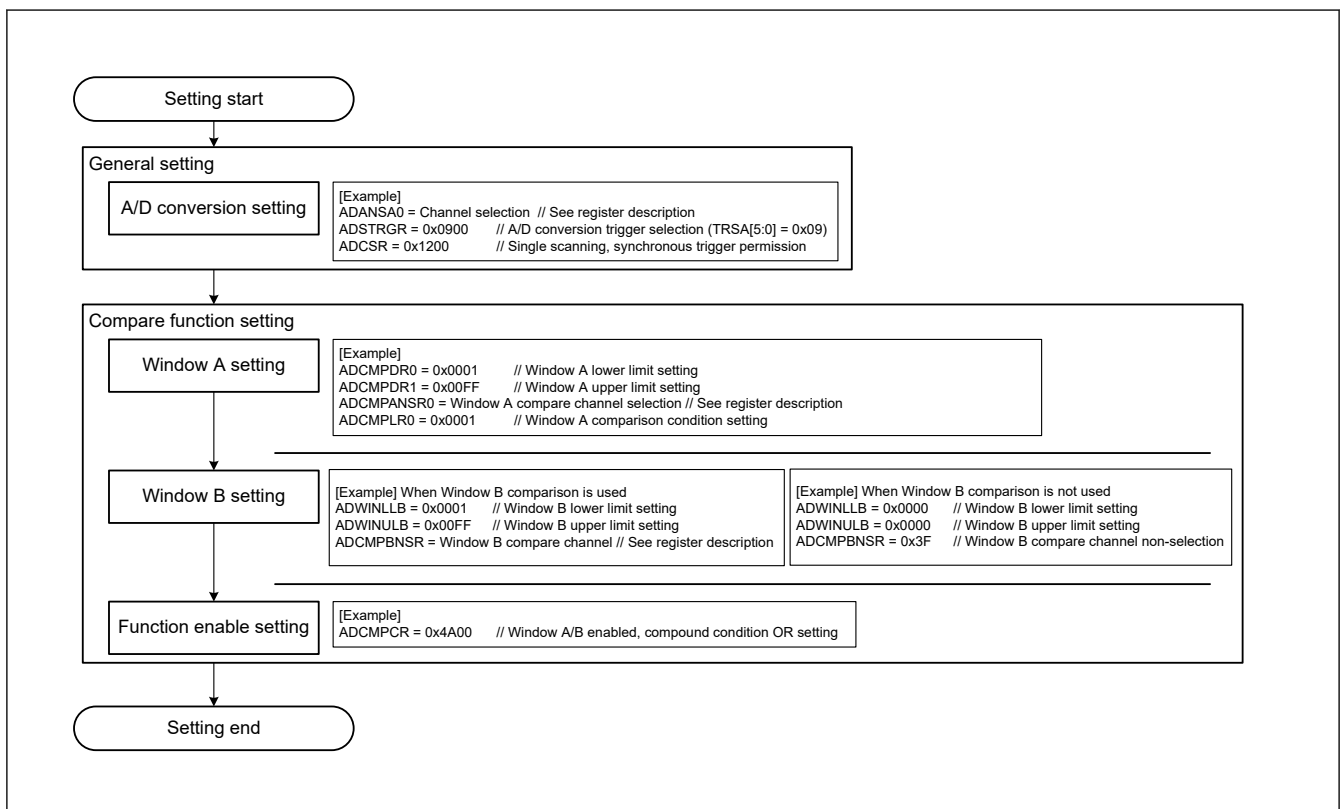 Setting start
General setting
A/D conversion setting
[Example]
ADANSA0 = Channel selection // See register description
ADSTRGR = 0x0900 // A/D conversion trigger selection (TRSA[5:0] = 0x09)
ADCSR = 0x1200 // Single scanning, synchronous trigger permission
Compare function setting
Window A setting
[Example]
ADCMPDR0 = 0x0001 // Window A lower limit setting
ADCMPDR1 = 0x00FF // Window A upper limit setting
ADCMPANSR0 = Window A compare channel selection // See register description
ADCMPLR0 = 0x0001 // Window A comparison condition setting
Window B setting
[Example] When Window B comparison is used
ADWINLLB = 0x0001 // Window B lower limit setting
ADWINULB = 0x00FF // Window B upper limit setting
ADCMPBNSR = Window B compare channel // See register description
[Example] When Window B comparison is not used
ADWINLLB = 0x0000 // Window B lower limit setting
ADWINULB = 0x0000 // Window B upper limit setting
ADCMPBNSR = 0x3F // Window B compare channel non-selection
Function enable setting
[Example]
ADCMPCR = 0x4A00 // Window A/B enabled, compound condition OR setting
Setting end